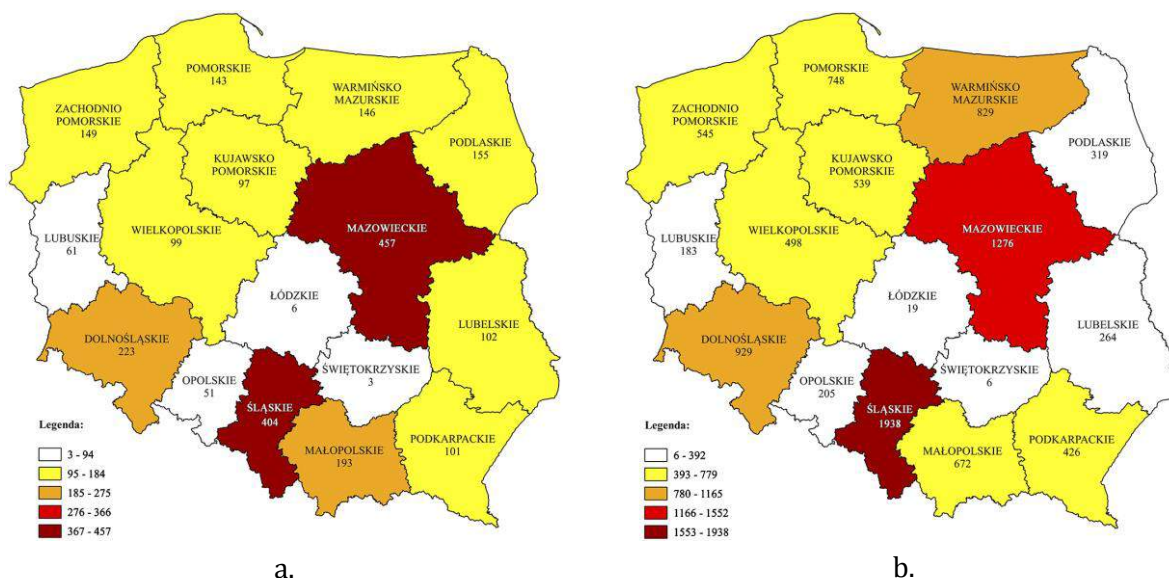 POMORSKIE
143
WARMIŃSKO
MAZURSKIE
146
ZACHODNIO
POMORSKIE
149
PODLASKIE
155
KUJAWSKO
POMORSKIE
97
MAZOWIECKIE
457
WIELKOPOLSKIE
99
LUBUSKIE
61
ŁÓDZKIE
6
LUBELSKIE
102
DOLNOŚLĄSKIE
223
OPOLSKIE
51
ŚWIĘTOKRZYSKIE
3
ŚLĄSKIE
404
MAŁOPOLSKIE
193
PODKARPACKIE
101
Legenda:
3 - 94
95 - 184
185 - 275
276 - 366
367 - 457
a.
POMORSKIE
748
WARMIŃSKO
MAZURSKIE
829
ZACHODNIO
POMORSKIE
545
PODLASKIE
319
KUJAWSKO
POMORSKIE
539
MAZOWIECKIE
1276
WIELKOPOLSKIE
498
LUBUSKIE
183
ŁÓDZKIE
19
LUBELSKIE
264
DOLNOŚLĄSKIE
929
OPOLSKIE
205
ŚWIĘTOKRZYSKIE
6
ŚLĄSKIE
1938
MAŁOPOLSKIE
672
PODKARPACKIE
426
Legenda:
6 - 392
393 - 779
780 - 1165
1166 - 1552
1553 - 1938
b.